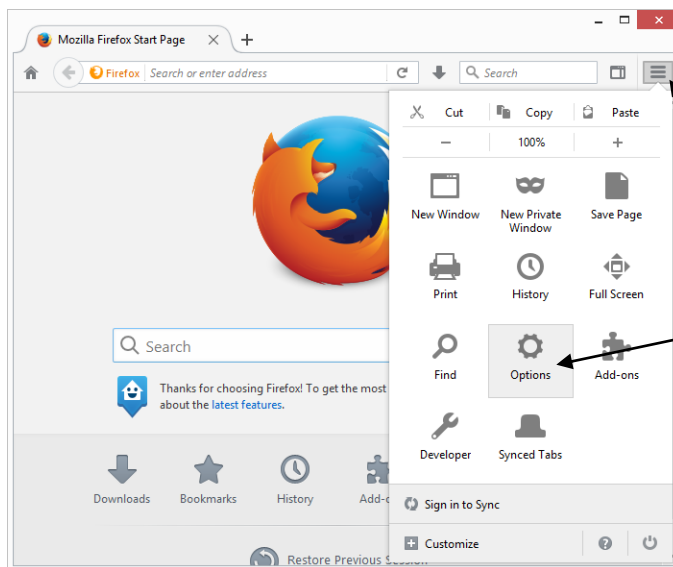 Mozilla Firefox Start Page
Firefox Search or enter address
Search
Cut Copy Paste
100%
New Window New Private Window Save Page
Print History Full Screen
Search
Find Options Add-ons
Thanks for choosing Firefox! To get the most
about the latest features.
Developer Synced Tabs
Downloads Bookmarks History Add-
Sign in to Sync
Customize
Restore Previous Session